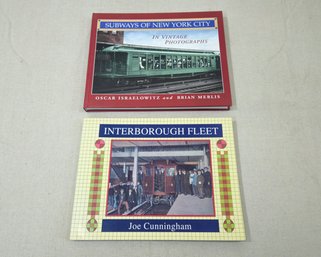 SUBWAYS OF NEW YORK CITY
IN VINTAGE
PHOTOGRAPHS
OSCAR ISRAELOWITZ and BRIAN MERLIS
INTERBOROUGH FLEET
Joe Cunningham